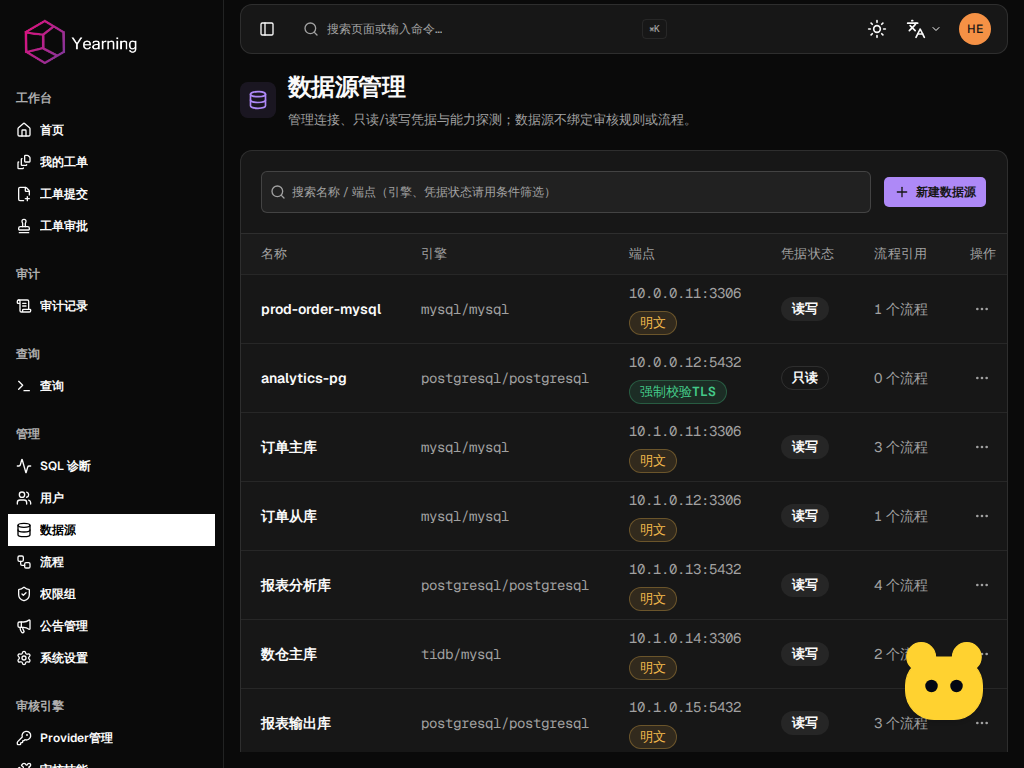 Yearning
搜索页面或输入命令…
⌘K
HE
工作台
首页
我的工单
工单提交
工单审批
审计
审计记录
查询
查询
管理
SQL 诊断
用户
数据源
流程
权限组
公告管理
系统设置
审核引擎
Provider管理
数据源管理
管理连接、只读/读写凭据与能力探测；数据源不绑定审核规则或流程。
搜索名称 / 端点（引擎、凭据状态请用条件筛选）
新建数据源
名称 引擎 端点 凭据状态 流程引用 操作
prod-order-mysql mysql/mysql 10.0.0.11:3306 明文 读写 1 个流程
analytics-pg postgresql/postgresql 10.0.0.12:5432 强制校验TLS 只读 0 个流程
订单主库 mysql/mysql 10.1.0.11:3306 明文 读写 3 个流程
订单从库 mysql/mysql 10.1.0.12:3306 明文 读写 1 个流程
报表分析库 postgresql/postgresql 10.1.0.13:5432 明文 读写 4 个流程
数仓主库 tidb/mysql 10.1.0.14:3306 明文 读写 2 个
报表输出库 postgresql/postgresql 10.1.0.15:5432 明文 读写 3 个流程